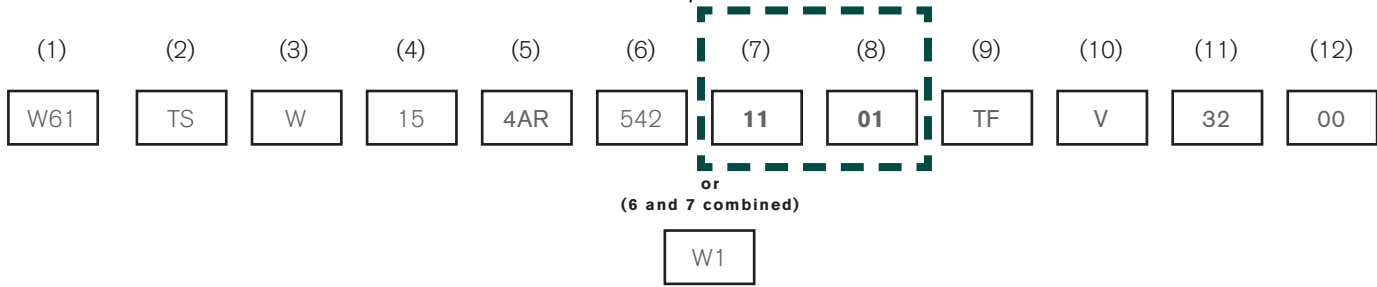 (1) (2) (3) (4) (5) (6) (7) (8) (9) (10) (11) (12)
W61 TS W 15 4AR 542 11 01 TF V 32 00
or
(6 and 7 combined)
W1